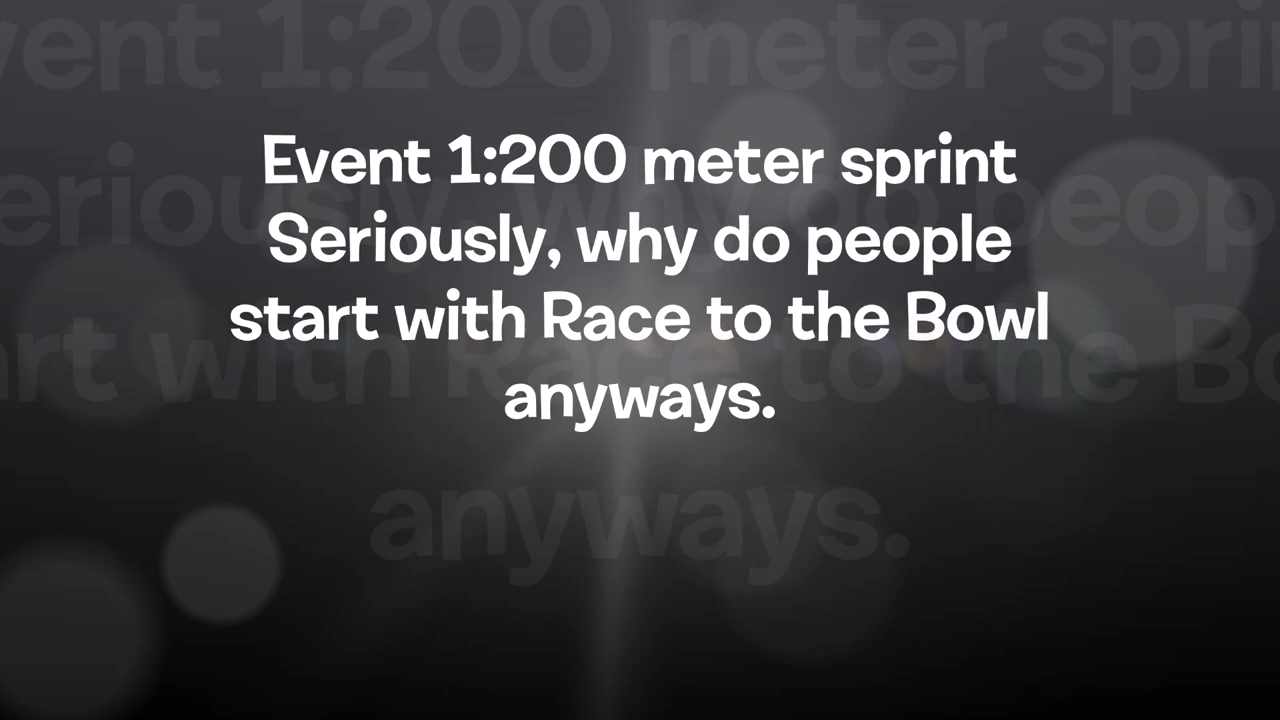 Event 1:200 meter sprint
Seriously, why do people
start with Race to the Bowl
anyways.